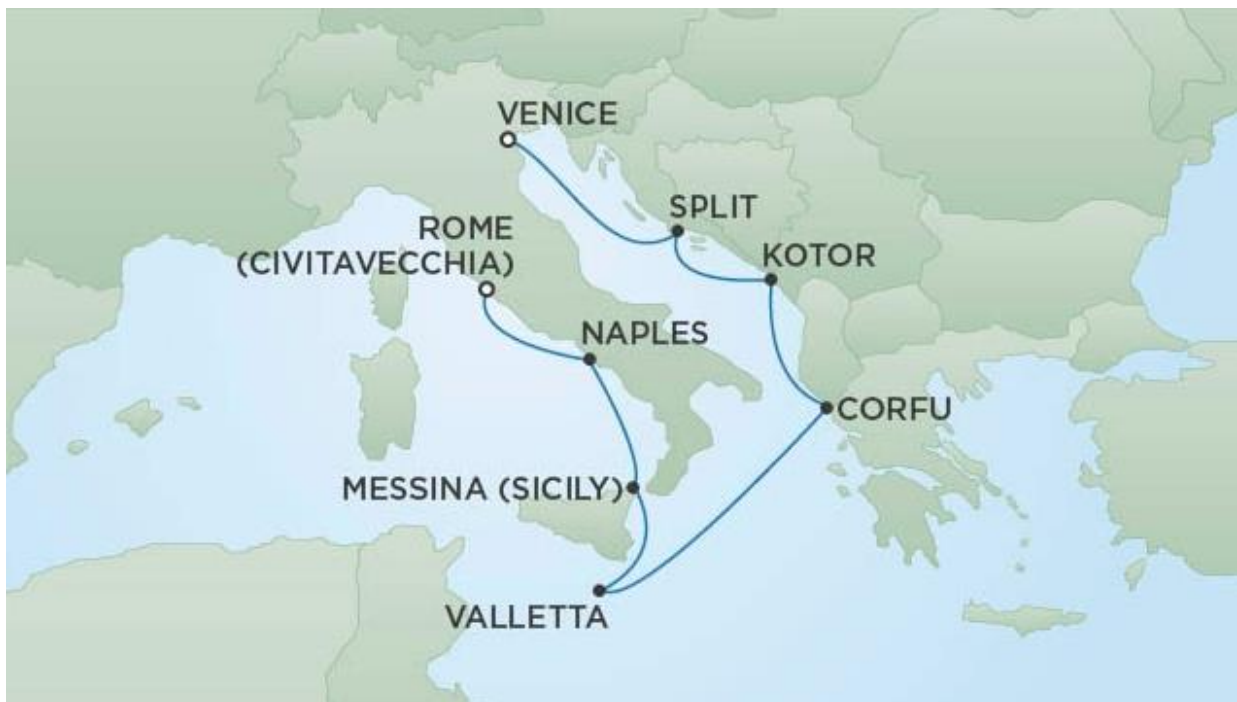 VENICE
SPLIT
ROME
(CIVITAVECCHIA)
KOTOR
NAPLES
CORFU
MESSINA (SICILY)
VALLETTA